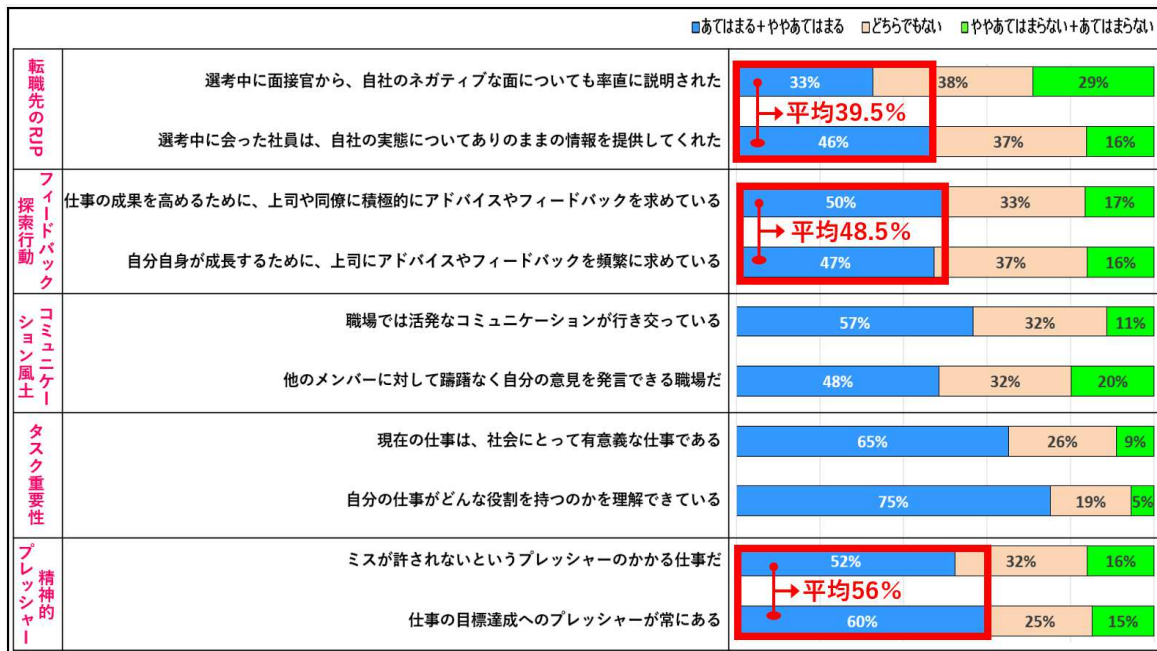 ■あてはまる+ややあてはまる ■どちらでもない ■ややあてはまらない+あてはまらない
転職先のRJP
選考中に面接官から、自社のネガティブな面についても率直に説明された 33% 38% 29%
平均39.5%
選考中に会った社員は、自社の実態についてありのままの情報を提供してくれた 46% 37% 16%
フィードバック
探索行動
仕事の成果を高めるために、上司や同僚に積極的にアドバイスやフィードバックを求めている 50% 33% 17%
平均48.5%
自分自身が成長するために、上司にアドバイスやフィードバックを頻繁に求めている 47% 37% 16%
コミュニケー
ション風土
職場では活発なコミュニケーションが行き交っている 57% 32% 11%
他のメンバーに対して躊躇なく自分の意見を発言できる職場だ 48% 32% 20%
タスク重要性
現在の仕事は、社会にとって有意義な仕事である 65% 26% 9%
自分の仕事がどんな役割を持つのかを理解できている 75% 19% 5%
精神的
プレッシャー
ミスが許されないというプレッシャーのかかる仕事だ 52% 32% 16%
平均56%
仕事の目標達成へのプレッシャーが常にある 60% 25% 15%